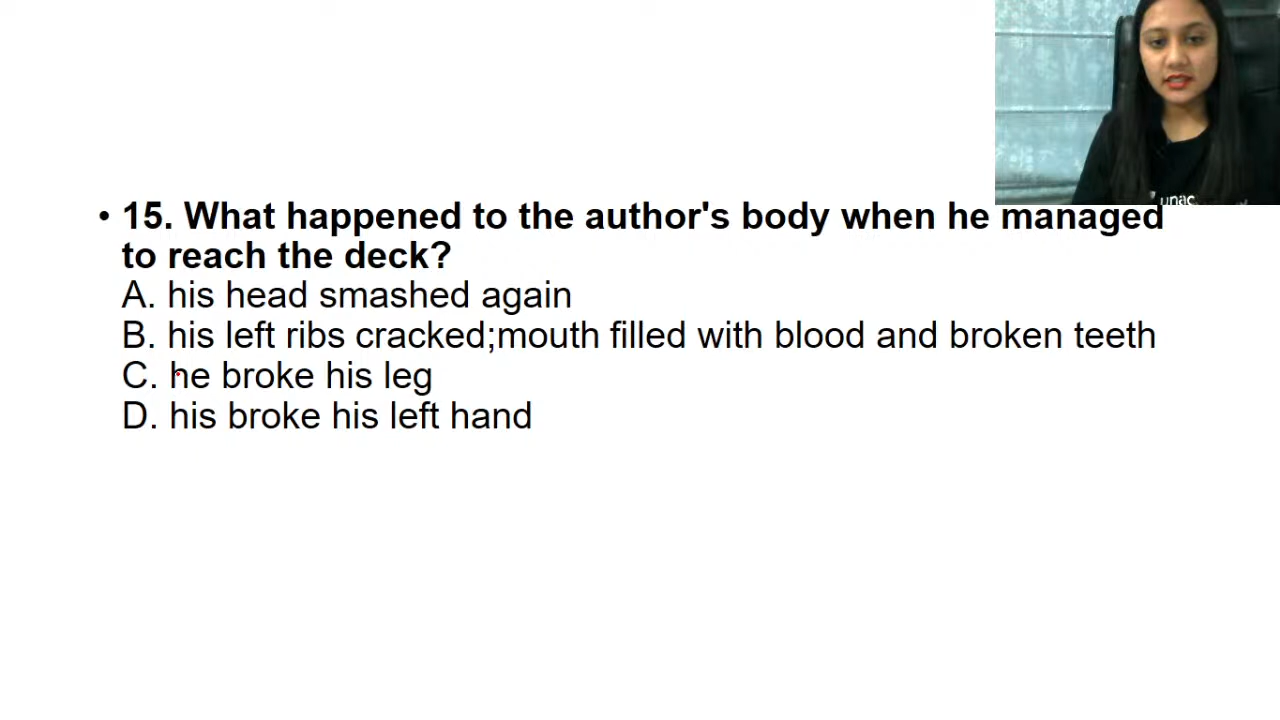 • 15. What happened to the author's body when he managed
to reach the deck?
A. his head smashed again
B. his left ribs cracked;mouth filled with blood and broken teeth
C. he broke his leg
D. his broke his left hand
unac